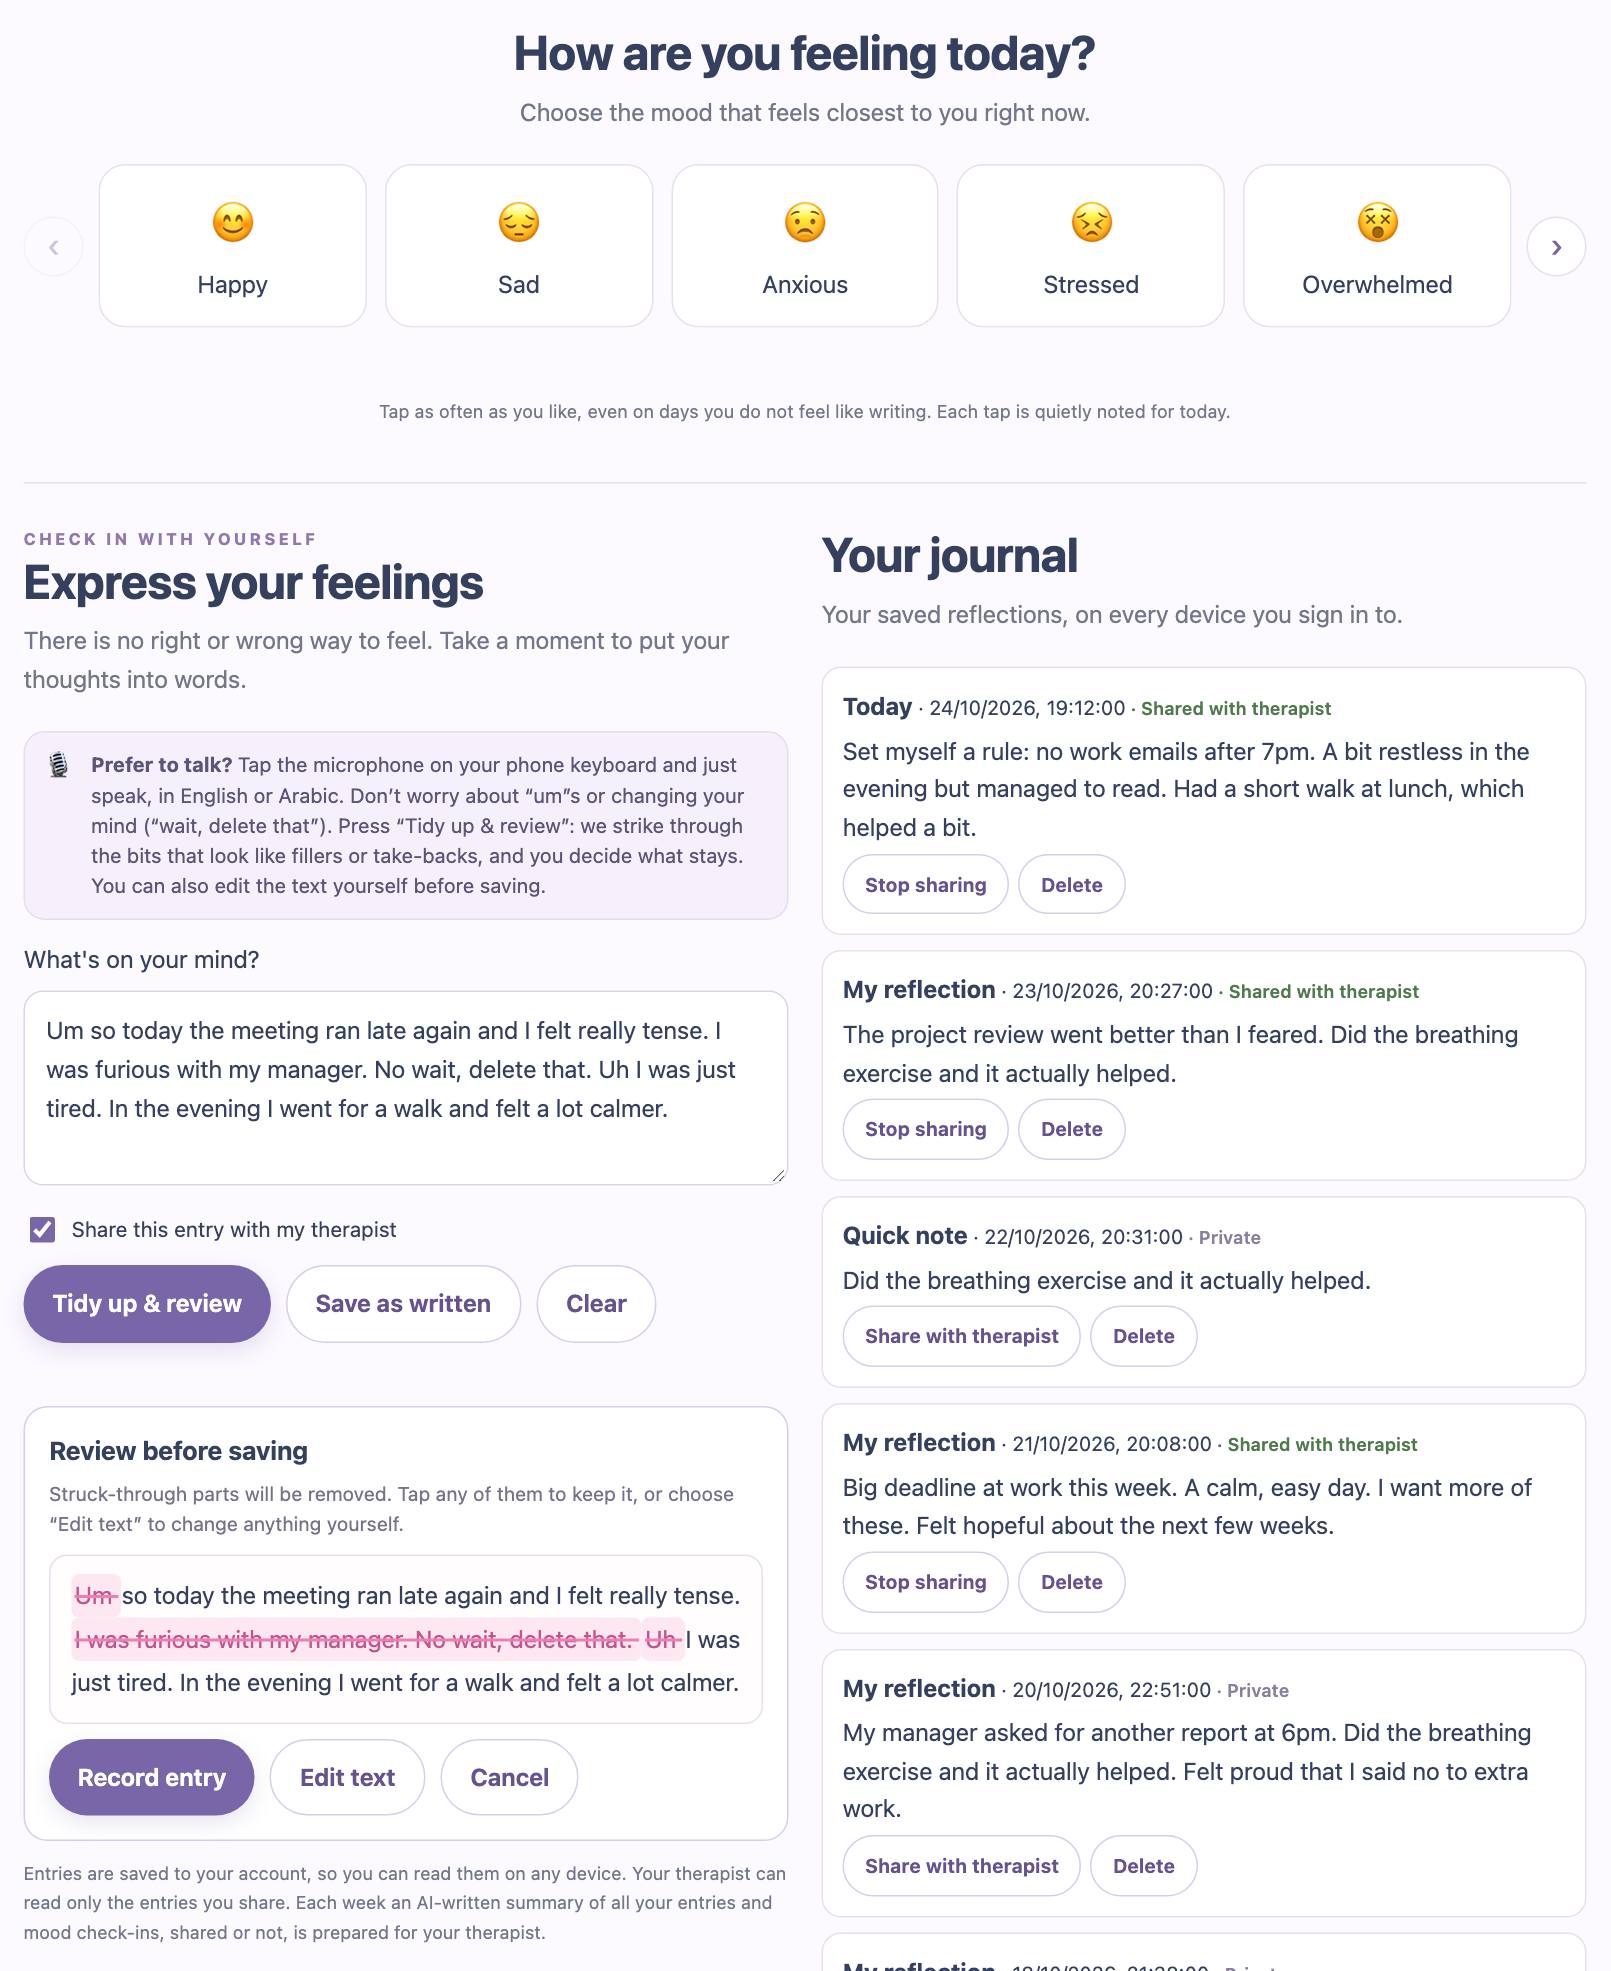 How are you feeling today?
Choose the mood that feels closest to you right now.
‹
😊
Happy
😔
Sad
😟
Anxious
😣
Stressed
😵
Overwhelmed
›
Tap as often as you like, even on days you do not feel like writing. Each tap is quietly noted for today.
CHECK IN WITH YOURSELF
Express your feelings
There is no right or wrong way to feel. Take a moment to put your
thoughts into words.
Prefer to talk? Tap the microphone on your phone keyboard and just
speak, in English or Arabic. Don’t worry about “um”s or changing your
mind (“wait, delete that”). Press “Tidy up & review”: we strike through
the bits that look like fillers or take-backs, and you decide what stays.
You can also edit the text yourself before saving.
What's on your mind?
Um so today the meeting ran late again and I felt really tense. I
was furious with my manager. No wait, delete that. Uh I was just
tired. In the evening I went for a walk and felt a lot calmer.
Share this entry with my therapist
Tidy up & review
Save as written
Clear
Review before saving
Struck-through parts will be removed. Tap any of them to keep it, or choose
“Edit text” to change anything yourself.
Um so today the meeting ran late again and I felt really tense.
I was furious with my manager. No wait, delete that. Uh I was
just tired. In the evening I went for a walk and felt a lot calmer.
Record entry
Edit text
Cancel
Entries are saved to your account, so you can read them on any device. Your therapist can
read only the entries you share. Each week an AI-written summary of all your entries and
mood check-ins, shared or not, is prepared for your therapist.
Your journal
Your saved reflections, on every device you sign in to.
Today · 24/10/2026, 19:12:00 · Shared with therapist
Set myself a rule: no work emails after 7pm. A bit restless in the
evening but managed to read. Had a short walk at lunch, which
helped a bit.
Stop sharing
Delete
My reflection · 23/10/2026, 20:27:00 · Shared with therapist
The project review went better than I feared. Did the breathing
exercise and it actually helped.
Stop sharing
Delete
Quick note · 22/10/2026, 20:31:00 · Private
Did the breathing exercise and it actually helped.
Share with therapist
Delete
My reflection · 21/10/2026, 20:08:00 · Shared with therapist
Big deadline at work this week. A calm, easy day. I want more of
these. Felt hopeful about the next few weeks.
Stop sharing
Delete
My reflection · 20/10/2026, 22:51:00 · Private
My manager asked for another report at 6pm. Did the breathing
exercise and it actually helped. Felt proud that I said no to extra
work.
Share with therapist
Delete
My reflection